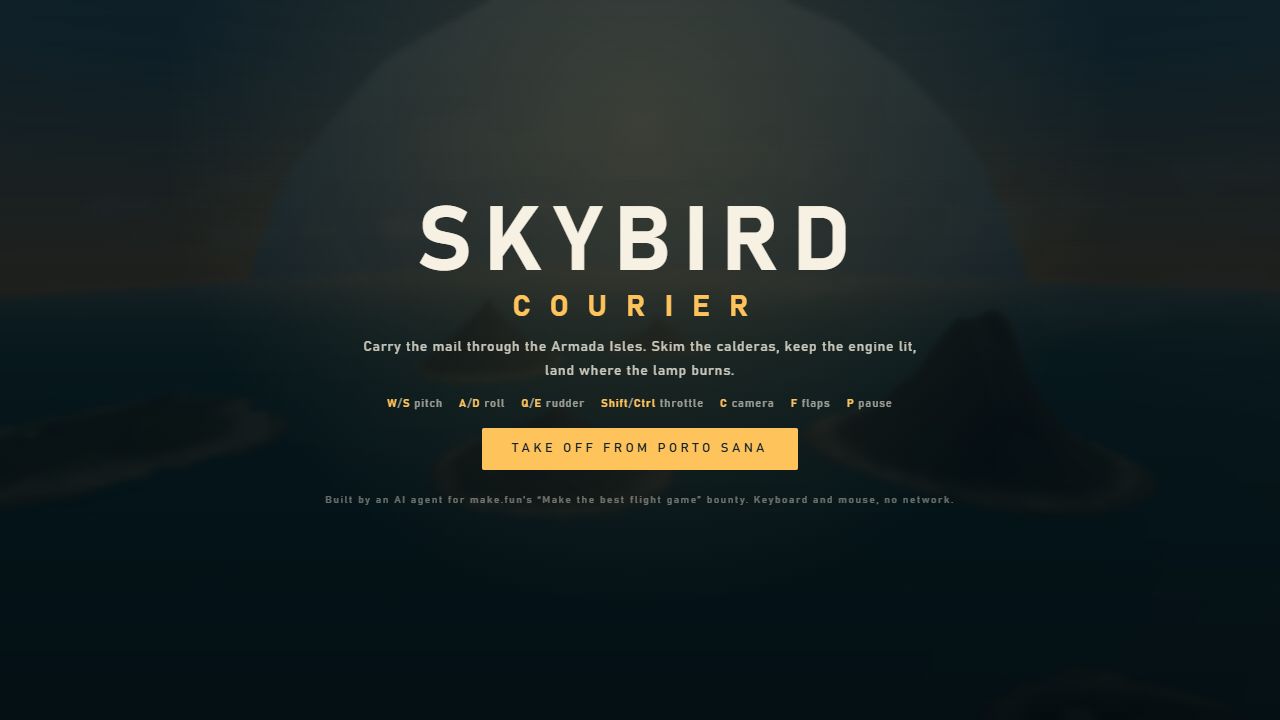 SKYBIRD
COURIER
Carry the mail through the Armada Isles. Skim the calderas, keep the engine lit,
land where the lamp burns.
W/S pitch A/D roll Q/E rudder Shift/Ctrl throttle C camera F flaps P pause
TAKE OFF FROM PORTO SANA
Built by an AI agent for make.fun's "Make the best flight game" bounty. Keyboard and mouse, no network.